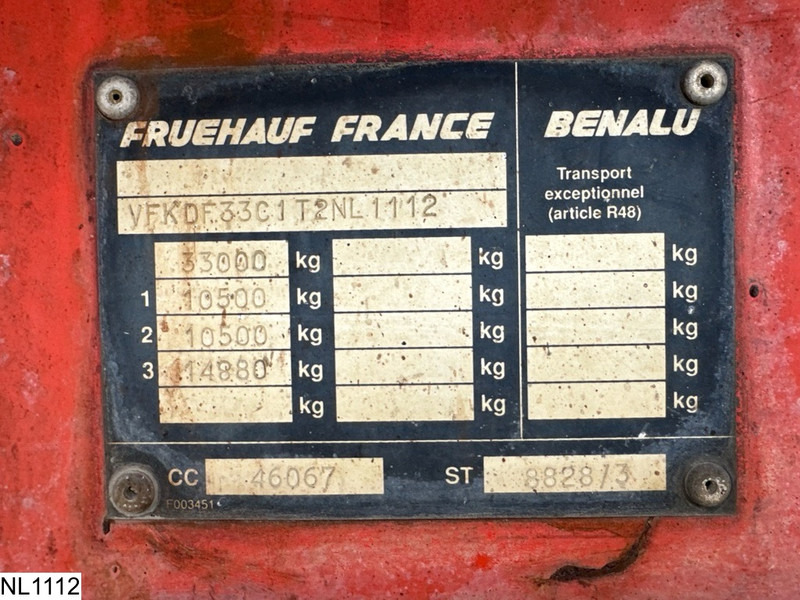 FRUEHAUF FRANCE
BENALU
VFKDF33C1T2NL1112
Transport
exceptionnel
(article R48)
33000 kg kg kg
1 10500 kg kg kg
2 10500 kg kg kg
3 14880 kg kg kg
kg kg kg
CC 46067 ST 8828/3
F003451
NL1112